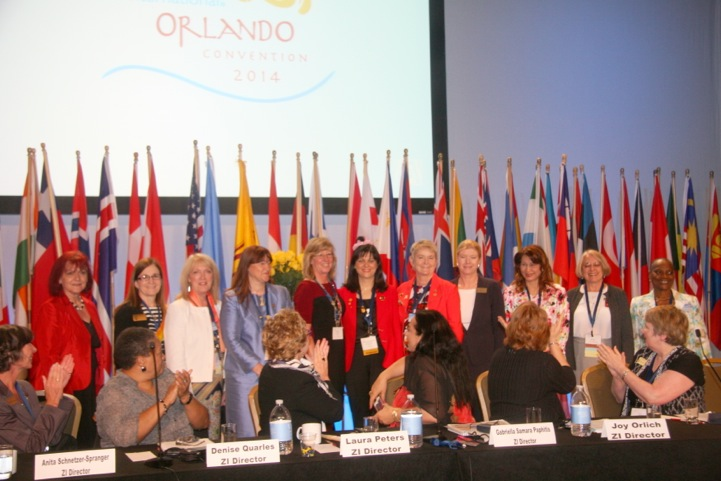 ORLANDO
CONVENTION
2014
Anita Schnetzer-Spranger
ZI Director
Denise Quarles
ZI Director
Laura Peters
ZI Director
Gabriella Samara Paphitis
ZI Director
Joy Orlich
ZI Director